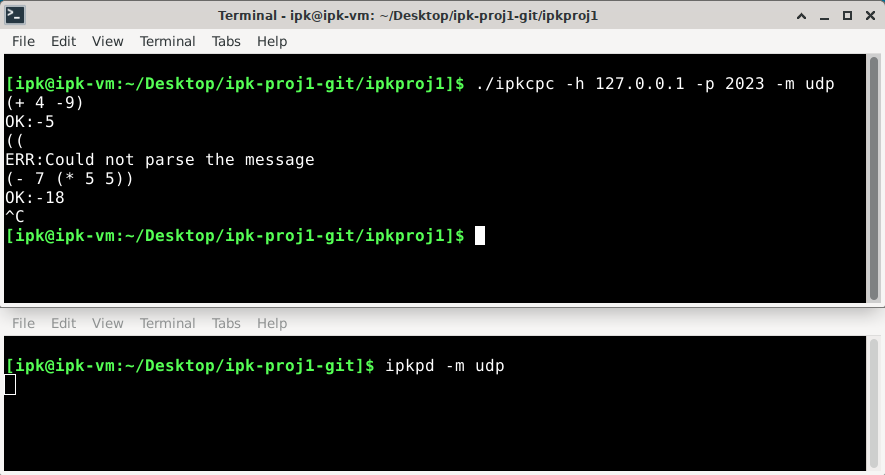 Terminal - ipk@ipk-vm: ~/Desktop/ipk-proj1-git/ipkproj1
File Edit View Terminal Tabs Help
[ipk@ipk-vm:~/Desktop/ipk-proj1-git/ipkproj1]$ ./ipkcpc -h 127.0.0.1 -p 2023 -m udp
(+ 4 -9)
OK:-5
((
ERR:Could not parse the message
(- 7 (* 5 5))
OK:-18
^C
[ipk@ipk-vm:~/Desktop/ipk-proj1-git/ipkproj1]$
File Edit View Terminal Tabs Help
[ipk@ipk-vm:~/Desktop/ipk-proj1-git]$ ipkpd -m udp